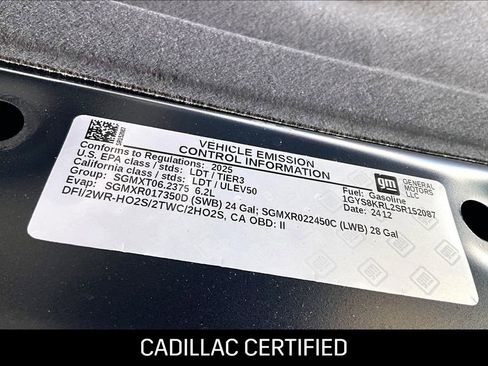 VEHICLE EMISSION
CONTROL INFORMATION
Conforms to Regulations: 2025
U.S. EPA class / stds: LDT / TIER3
California class / stds: LDT / ULEV50
Group: SGMXT06.2375 6.2L
Evap: SGMXR017350D (SWB) 24 Gal; SGMXR022450C (LWB) 28 Gal
DFI/2WR-HO2S/2TWC/2HO2S, CA OBD: II
gm
GENERAL
MOTORS
LLC
Fuel: Gasoline
1GYS8KRL2SR152087
Date: 2412
CADILLAC CERTIFIED